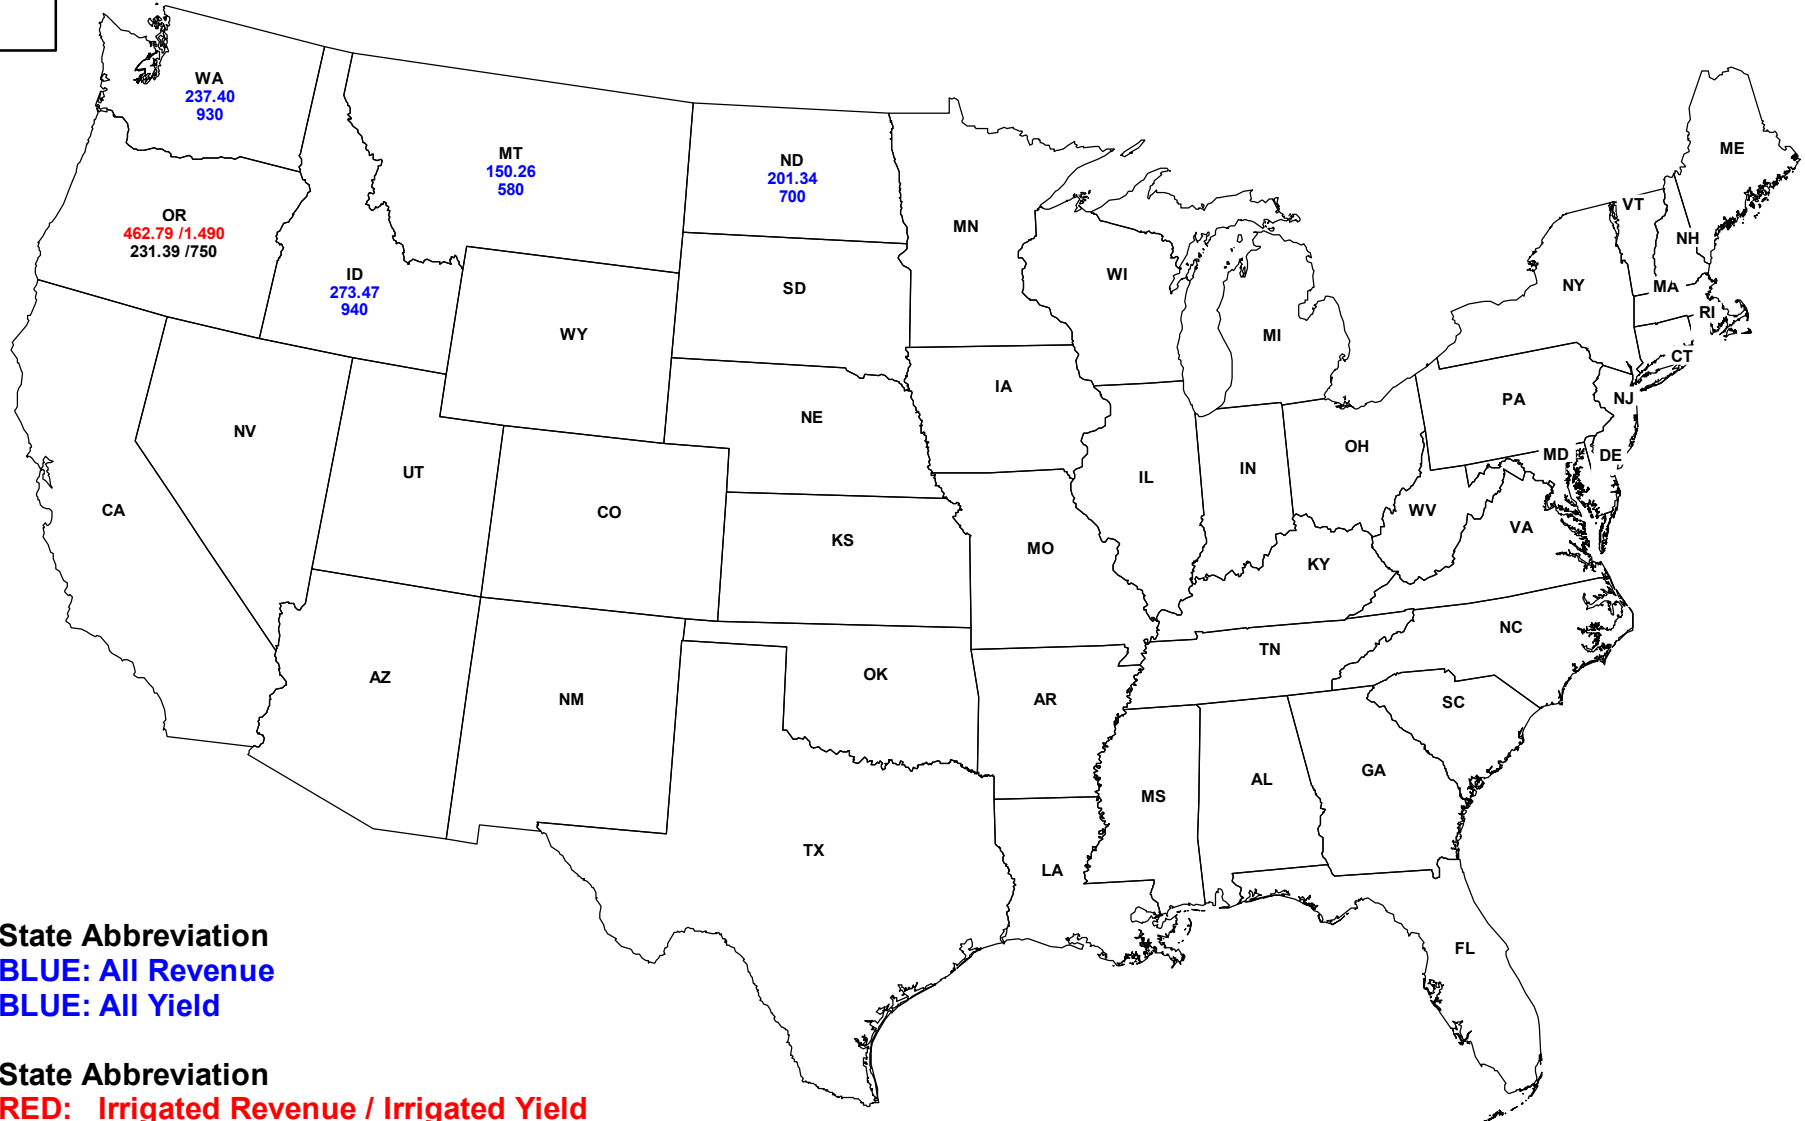 WA
237.40
930
MT
150.26
580
ND
201.34
700
OR
462.79 /1.490
231.39 /750
ID
273.47
940
MN
ME
VT
NH
WI
NY
MA
RI
SD
WY
MI
CT
IA
NE
PA
NJ
NV
UT
OH
MD
DE
IN
IL
CA
CO
WV
VA
KS
MO
KY
NC
TN
AZ
OK
NM
AR
SC
GA
AL
MS
TX
LA
FL
State Abbreviation
BLUE: All Revenue
BLUE: All Yield
State Abbreviation
RED: Irrigated Revenue / Irrigated Yield